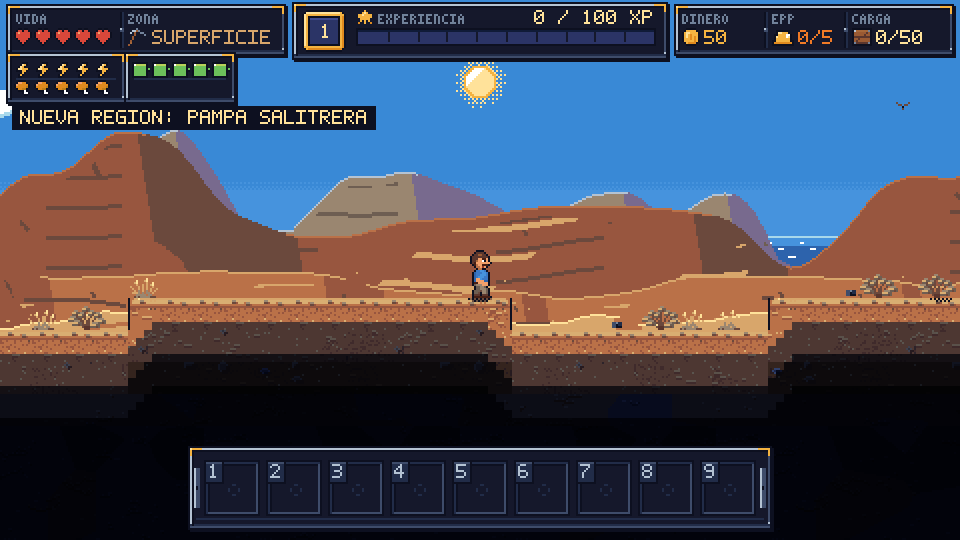 VIDA
ZONA
SUPERFICIE
1
EXPERIENCIA
0 / 100 XP
DINERO
50
EPP
0/5
CARGA
0/50
NUEVA REGION: PAMPA SALITRERA
1 2 3 4 5 6 7 8 9